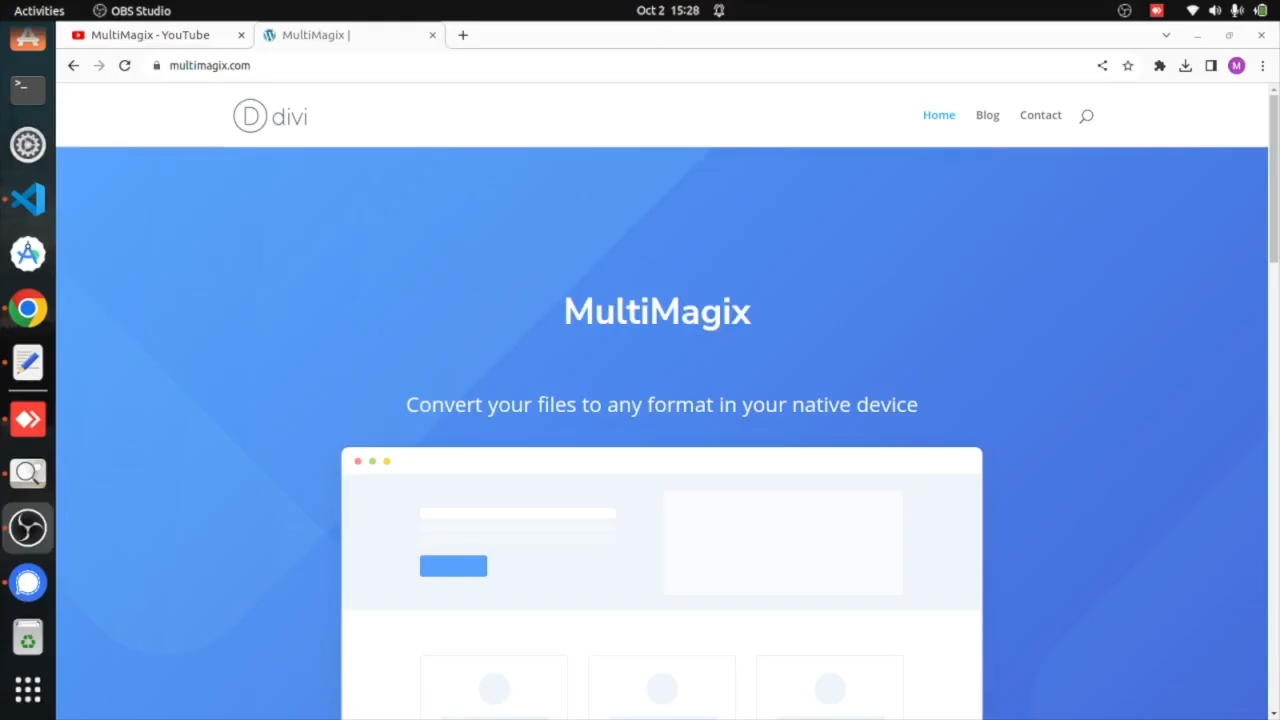 Activities OBS Studio Oct 2 15:28
MultiMagix - YouTube MultiMagix |
multimagix.com M
D divi Home Blog Contact
MultiMagix
Convert your files to any format in your native device